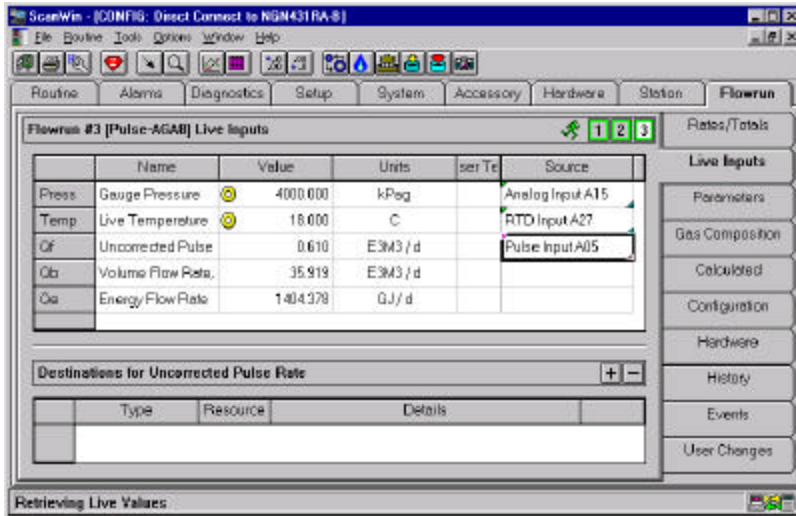 ScanWin - [CONFIG: Direct Connect to NGN431RA-8]
File Routine Tools Options Window Help
Routine Alarms Diagnostics Setup System Accessory Hardware Station Flowrun
Flowrun #3 [Pulse-AGA8] Live Inputs 1 2 3
Name Value Units ser Te Source
Press Gauge Pressure 4000.000 kPag Analog Input A15
Temp Live Temperature 18.000 C RTD Input A27
Qf Uncorrected Pulse 0.610 E3M3 / d Pulse Input A05
Qb Volume Flow Rate, 35.919 E3M3 / d
Qe Energy Flow Rate 1404.378 GJ / d
Destinations for Uncorrected Pulse Rate + -
Type Resource Details
Rates/Totals
Live Inputs
Parameters
Gas Composition
Calculated
Configuration
Hardware
History
Events
User Changes
Retrieving Live Values